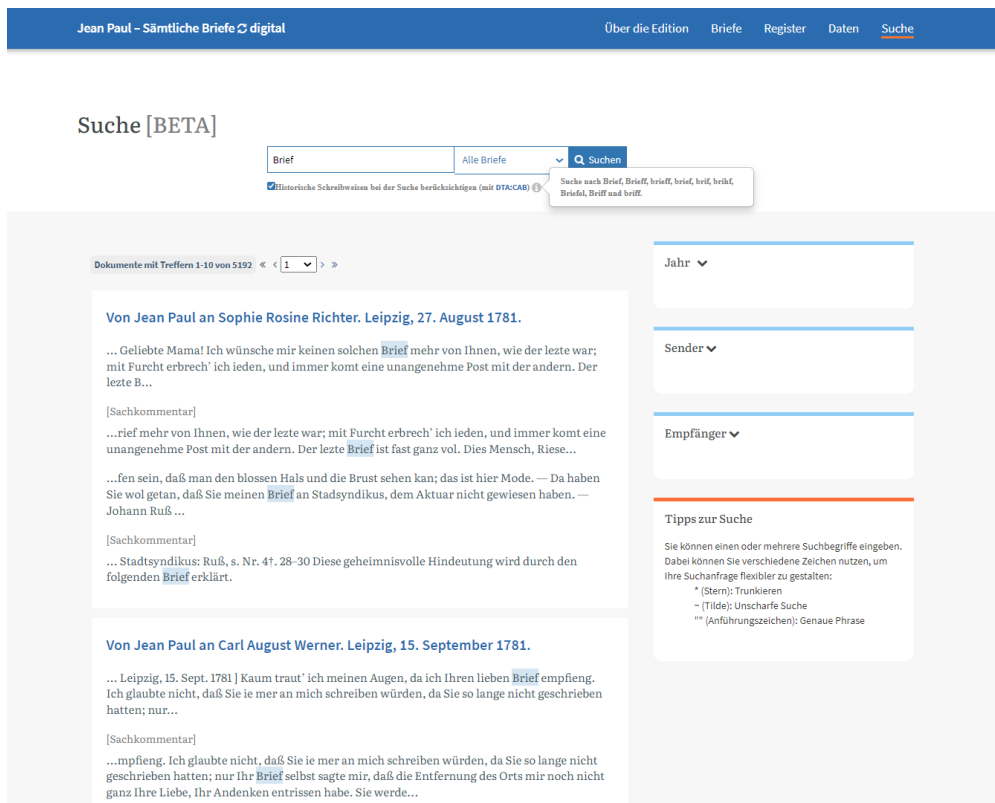 Jean Paul – Sämtliche Briefe digital
Über die Edition Briefe Register Daten Suche
Suche [BETA]
Brief Alle Briefe Suchen
Historische Schreibweisen bei der Suche berücksichtigen (mit DTA:CAB)
Suche nach Brief, Brieff, brieff, brief, brif, brihf,
Briefel, Briff und briff.
Dokumente mit Treffern 1-10 von 5192 « < 1 > »
Von Jean Paul an Sophie Rosine Richter. Leipzig, 27. August 1781.
... Geliebte Mama! Ich wünsche mir keinen solchen Brief mehr von Ihnen, wie der lezte war;
mit Furcht erbrech' ich ieden, und immer komt eine unangenehme Post mit der andern. Der
lezte B...
[Sachkommentar]
...rief mehr von Ihnen, wie der lezte war; mit Furcht erbrech' ich ieden, und immer komt eine
unangenehme Post mit der andern. Der lezte Brief ist fast ganz vol. Dies Mensch, Riese...
...fen sein, daß man den blossen Hals und die Brust sehen kan; das ist hier Mode. — Da haben
Sie wol getan, daß Sie meinen Brief an Stadsyndikus, dem Aktuar nicht gewiesen haben. —
Johann Ruß ...
[Sachkommentar]
... Stadtsyndikus: Ruß, s. Nr. 4†. 28–30 Diese geheimnisvolle Hindeutung wird durch den
folgenden Brief erklärt.
Von Jean Paul an Carl August Werner. Leipzig, 15. September 1781.
... Leipzig, 15. Sept. 1781 ] Kaum traut' ich meinen Augen, da ich Ihren lieben Brief empfieng.
Ich glaubte nicht, daß Sie ie mer an mich schreiben würden, da Sie so lange nicht geschrieben
hatten; nur...
[Sachkommentar]
...mpfieng. Ich glaubte nicht, daß Sie ie mer an mich schreiben würden, da Sie so lange nicht
geschrieben hatten; nur Ihr Brief selbst sagte mir, daß die Entfernung des Orts mir noch nicht
ganz Ihre Liebe, Ihr Andenken entrissen habe. Sie werde...
Jahr
Sender
Empfänger
Tipps zur Suche
Sie können einen oder mehrere Suchbegriffe eingeben.
Dabei können Sie verschiedene Zeichen nutzen, um
Ihre Suchanfrage flexibler zu gestalten:
* (Stern): Trunkieren
~ (Tilde): Unscharfe Suche
"" (Anführungszeichen): Genaue Phrase